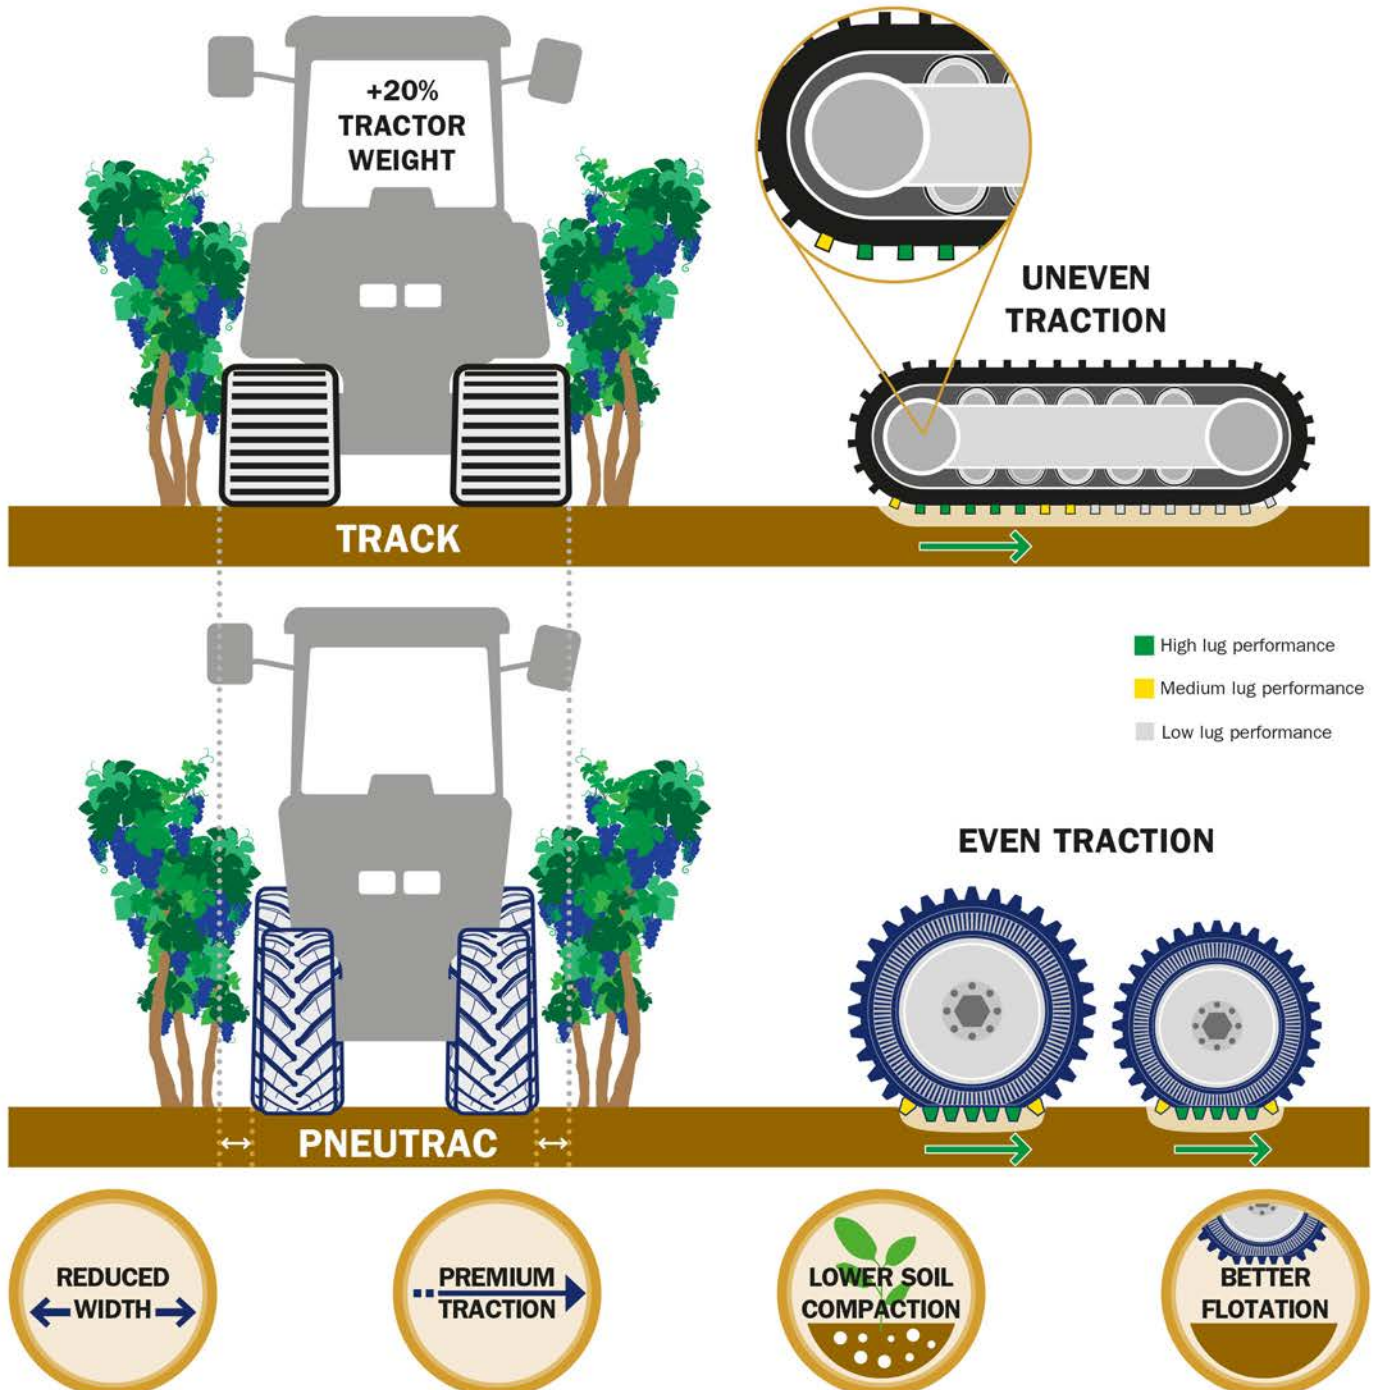 +20%
TRACTOR
WEIGHT
UNEVEN
TRACTION
TRACK
High lug performance
Medium lug performance
Low lug performance
EVEN TRACTION
PNEUTRAC
REDUCED
WIDTH
PREMIUM
TRACTION
LOWER SOIL
COMPACTION
BETTER
FLOTATION